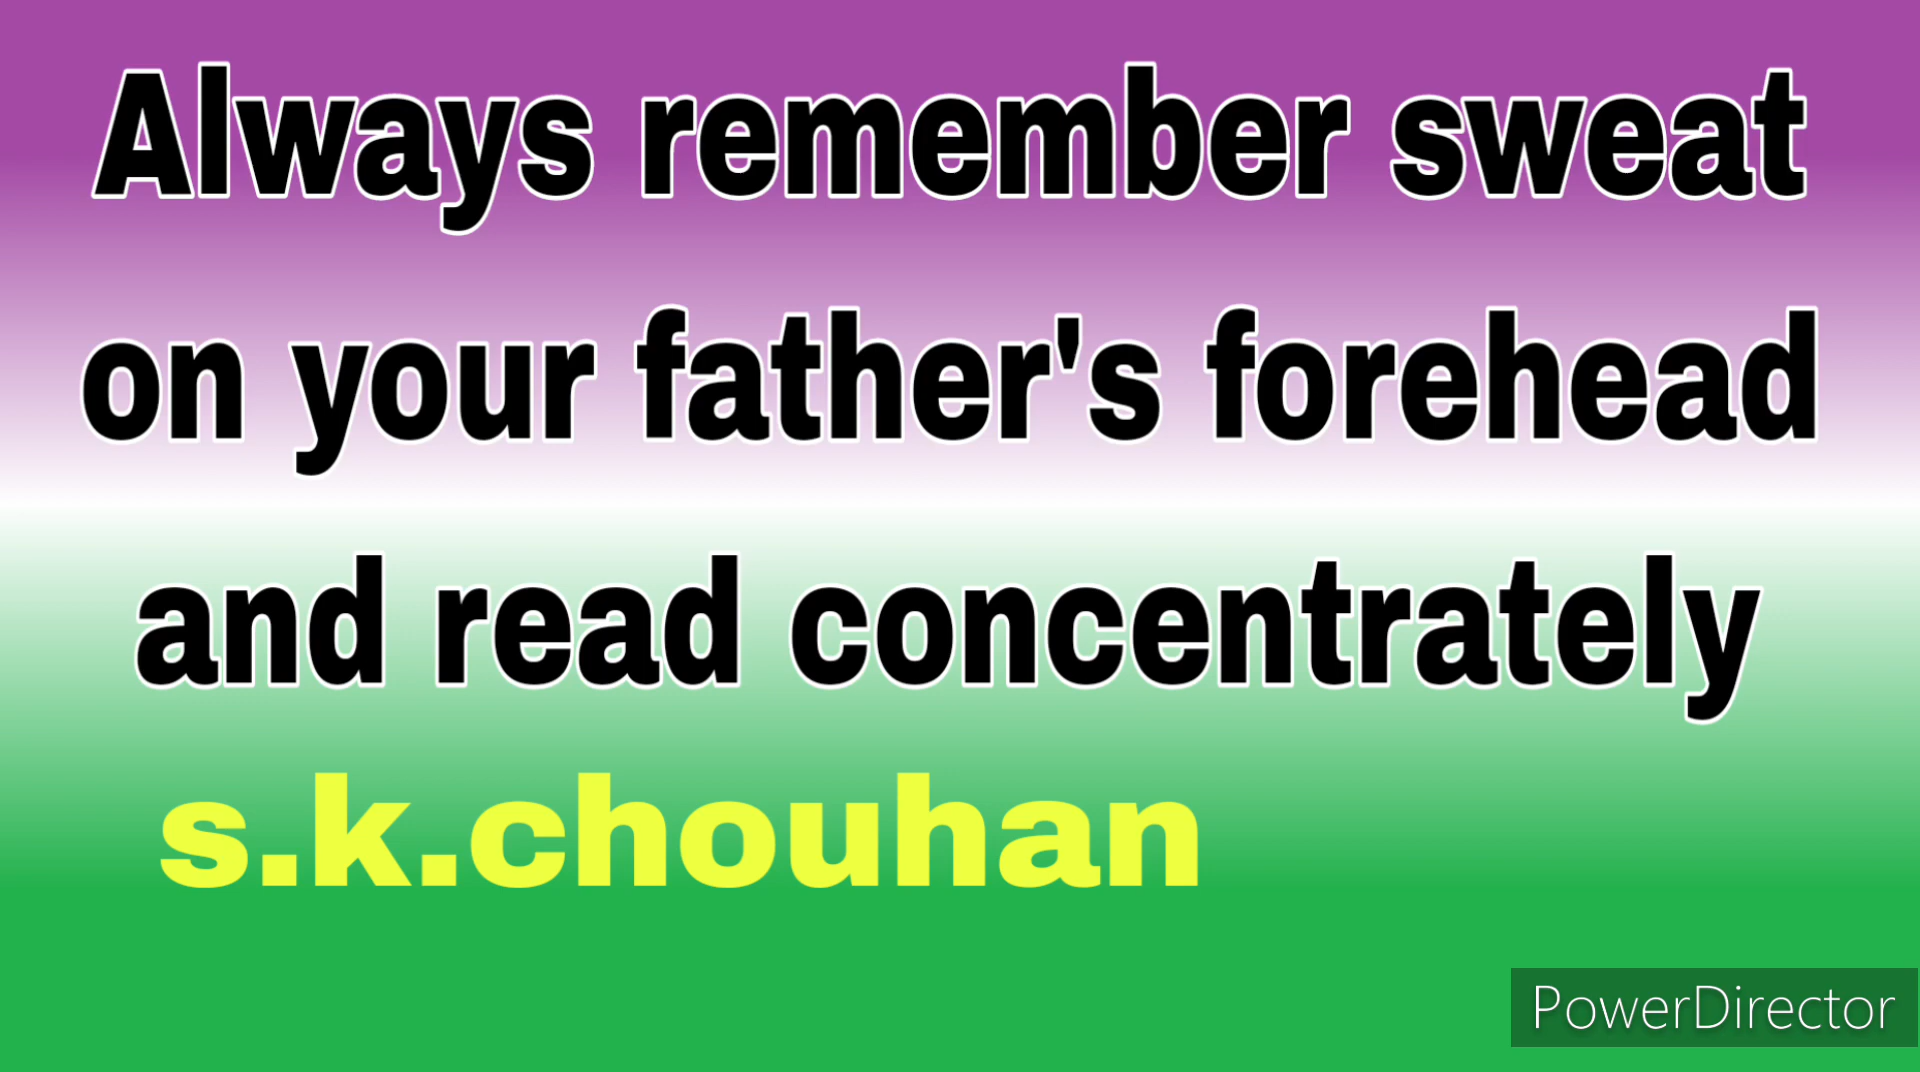 Always remember sweat
on your father's forehead
and read concentrately
s.k.chouhan
PowerDirector